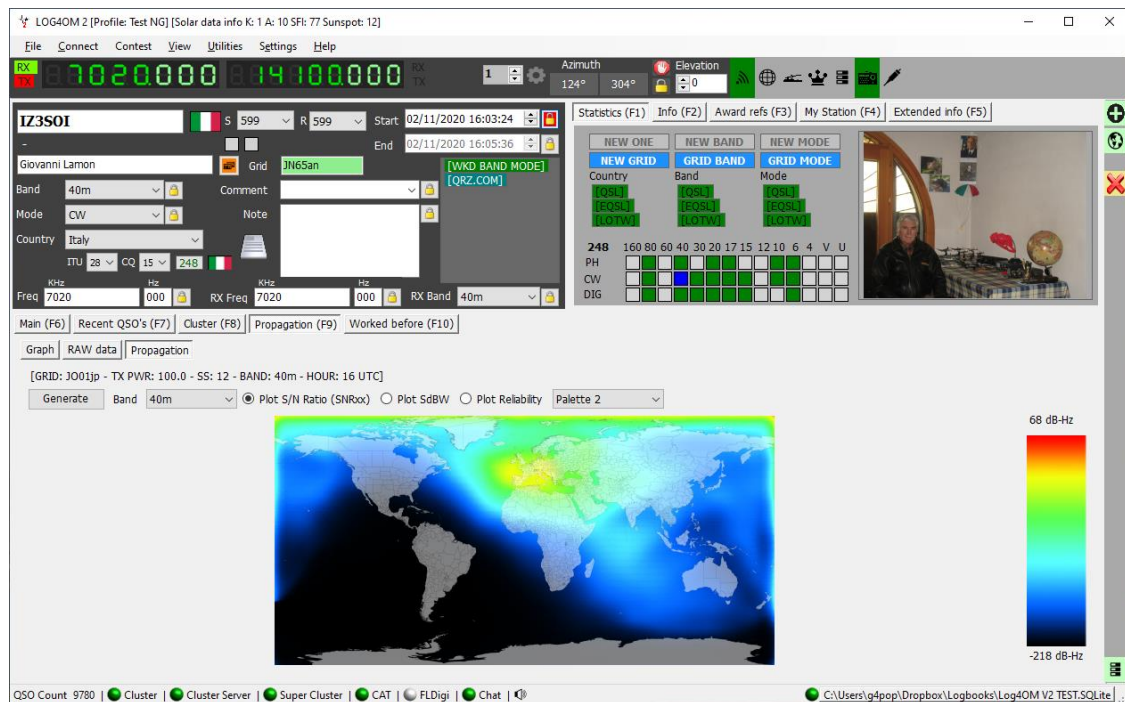 LOG4OM 2 [Profile: Test NG] [Solar data info K: 1 A: 10 SFI: 77 Sunspot: 12]
File Connect Contest View Utilities Settings Help
RX 7020.000 14100.000 RX 1 Azimuth Elevation
TX TX 124° 304° 0
IZ3SOI S 599 R 599 Start 02/11/2020 16:03:24
- End 02/11/2020 16:05:36
Giovanni Lamon Grid JN65an [WKD BAND MODE]
[QRZ.COM]
Band 40m Comment
Mode CW Note
Country Italy
ITU 28 CQ 15 248
KHz Hz KHz Hz
Freq 7020 000 RX Freq 7020 000 RX Band 40m
Statistics (F1) Info (F2) Award refs (F3) My Station (F4) Extended info (F5)
NEW ONE NEW BAND NEW MODE
NEW GRID GRID BAND GRID MODE
Country Band Mode
[QSL] [QSL] [QSL]
[EQSL] [EQSL] [EQSL]
[LOTW] [LOTW] [LOTW]
248 160 80 60 40 30 20 17 15 12 10 6 4 V U
PH
CW
DIG
Main (F6) Recent QSO's (F7) Cluster (F8) Propagation (F9) Worked before (F10)
Graph RAW data Propagation
[GRID: JO01jp - TX PWR: 100.0 - SS: 12 - BAND: 40m - HOUR: 16 UTC]
Generate Band 40m Plot S/N Ratio (SNRxx) Plot SdBW Plot Reliability Palette 2
68 dB-Hz
-218 dB-Hz
QSO Count 9780 | Cluster | Cluster Server | Super Cluster | CAT | FLDigi | Chat | C:\Users\g4pop\Dropbox\Logbooks\Log4OM V2 TEST.SQLite